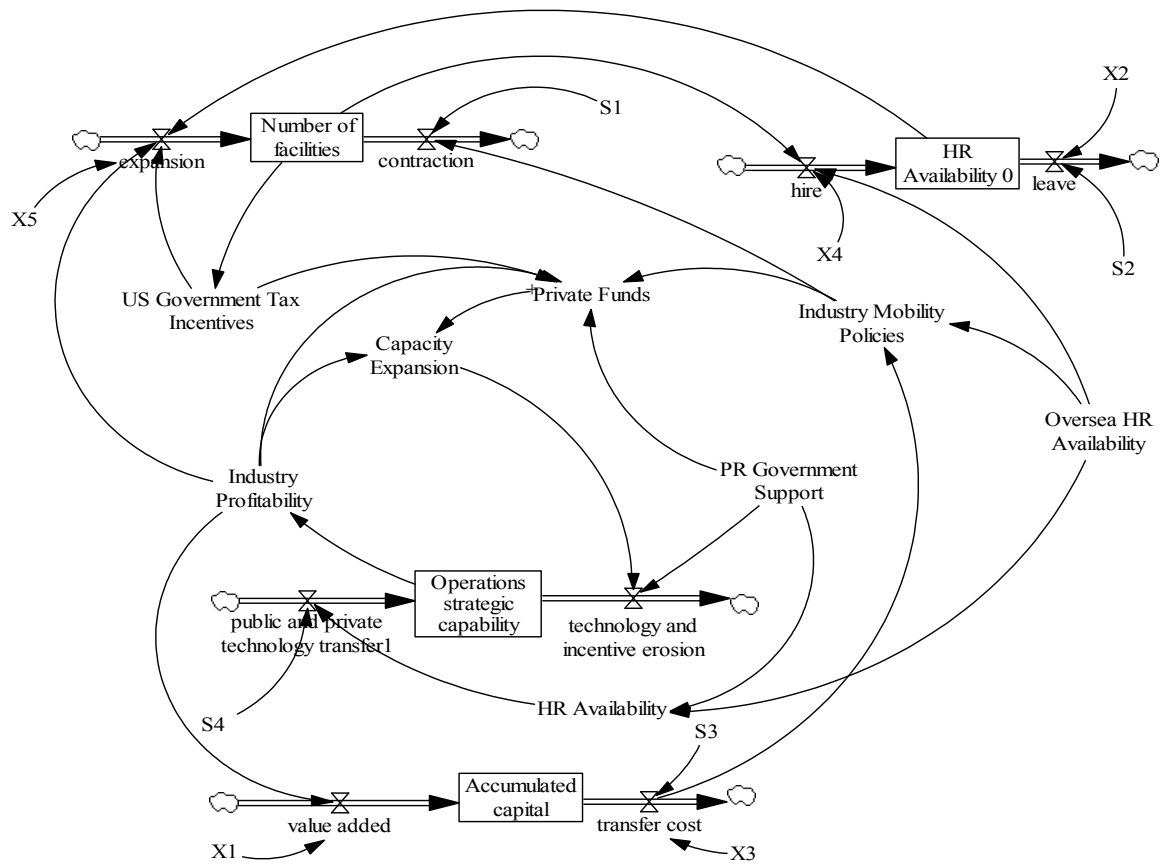 X2
S1
Number of
facilities
expansion
contraction
HR
Availability 0
hire
leave
X5
X4
S2
US Government Tax
Incentives
+Private Funds
Industry Mobility
Policies
Capacity
Expansion
Oversea HR
Availability
Industry
Profitability
PR Government
Support
Operations
strategic
capability
public and private
technology transfer1
technology and
incentive erosion
HR Availability
S4
S3
Accumulated
capital
value added
transfer cost
X1
X3